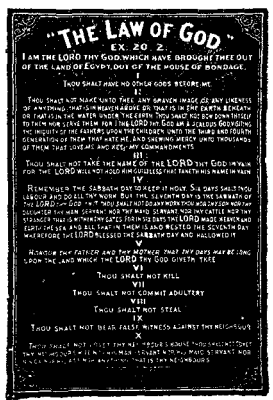 "THE LAW OF GOD"
EX. 20. 2.
I AM THE LORD THY GOD, WHICH HAVE BROUGHT THEE OUT
OF THE LAND OF EGYPT, OUT OF THE HOUSE OF BONDAGE.
I
THOU SHALT HAVE NO OTHER GODS BEFORE ME
II
THOU SHALT NOT MAKE UNTO THEE ANY GRAVEN IMAGE, OR ANY LIKENESS
OF ANYTHING THAT IS IN HEAVEN ABOVE OR THAT IS IN THE EARTH BENEATH
OR THAT IS IN THE WATER UNDER THE EARTH. THOU SHALT NOT BOW DOWN THYSELF
TO THEM NOR SERVE THEM FOR I THE LORD THY GOD AM A JEALOUS GOD VISITING
THE INIQUITY OF THE FATHERS UPON THE CHILDREN UNTO THE THIRD AND FOURTH
GENERATION OF THEM THAT HATE ME AND SHEWING MERCY UNTO THOUSANDS
OF THEM THAT LOVE ME AND KEEP MY COMMANDMENTS
III
THOU SHALT NOT TAKE THE NAME OF THE LORD THY GOD IN VAIN
FOR THE LORD WILL NOT HOLD HIM GUILTLESS THAT TAKETH HIS NAME IN VAIN
IV
REMEMBER THE SABBATH DAY TO KEEP IT HOLY. SIX DAYS SHALT THOU
LABOUR AND DO ALL THY WORK BUT THE SEVENTH DAY IS THE SABBATH OF
THE LORD THY GOD IN IT THOU SHALT NOT DO ANY WORK THOU NOR THY SON NOR THY
DAUGHTER THY MAN SERVANT NOR THY MAID SERVANT NOR THY CATTLE NOR THY
STRANGER THAT IS WITHIN THY GATES FOR IN SIX DAYS THE LORD MADE HEAVEN AND
EARTH THE SEA AND ALL THAT IN THEM IS AND RESTED THE SEVENTH DAY
WHEREFORE THE LORD BLESSED THE SABBATH DAY AND HALLOWED IT
V
HONOUR THY FATHER AND THY MOTHER THAT THY DAYS MAY BE LONG
UPON THE LAND WHICH THE LORD THY GOD GIVETH THEE
VI
THOU SHALT NOT KILL
VII
THOU SHALT NOT COMMIT ADULTERY
VIII
THOU SHALT NOT STEAL
IX
THOU SHALT NOT BEAR FALSE WITNESS AGAINST THY NEIGHBOUR
X
THOU SHALT NOT COVET THY NEIGHBOUR'S HOUSE THOU SHALT NOT COVET
THY NEIGHBOUR'S WIFE NOR HIS MAN SERVANT NOR HIS MAID SERVANT NOR
ANYTHING THAT IS THY NEIGHBOURS